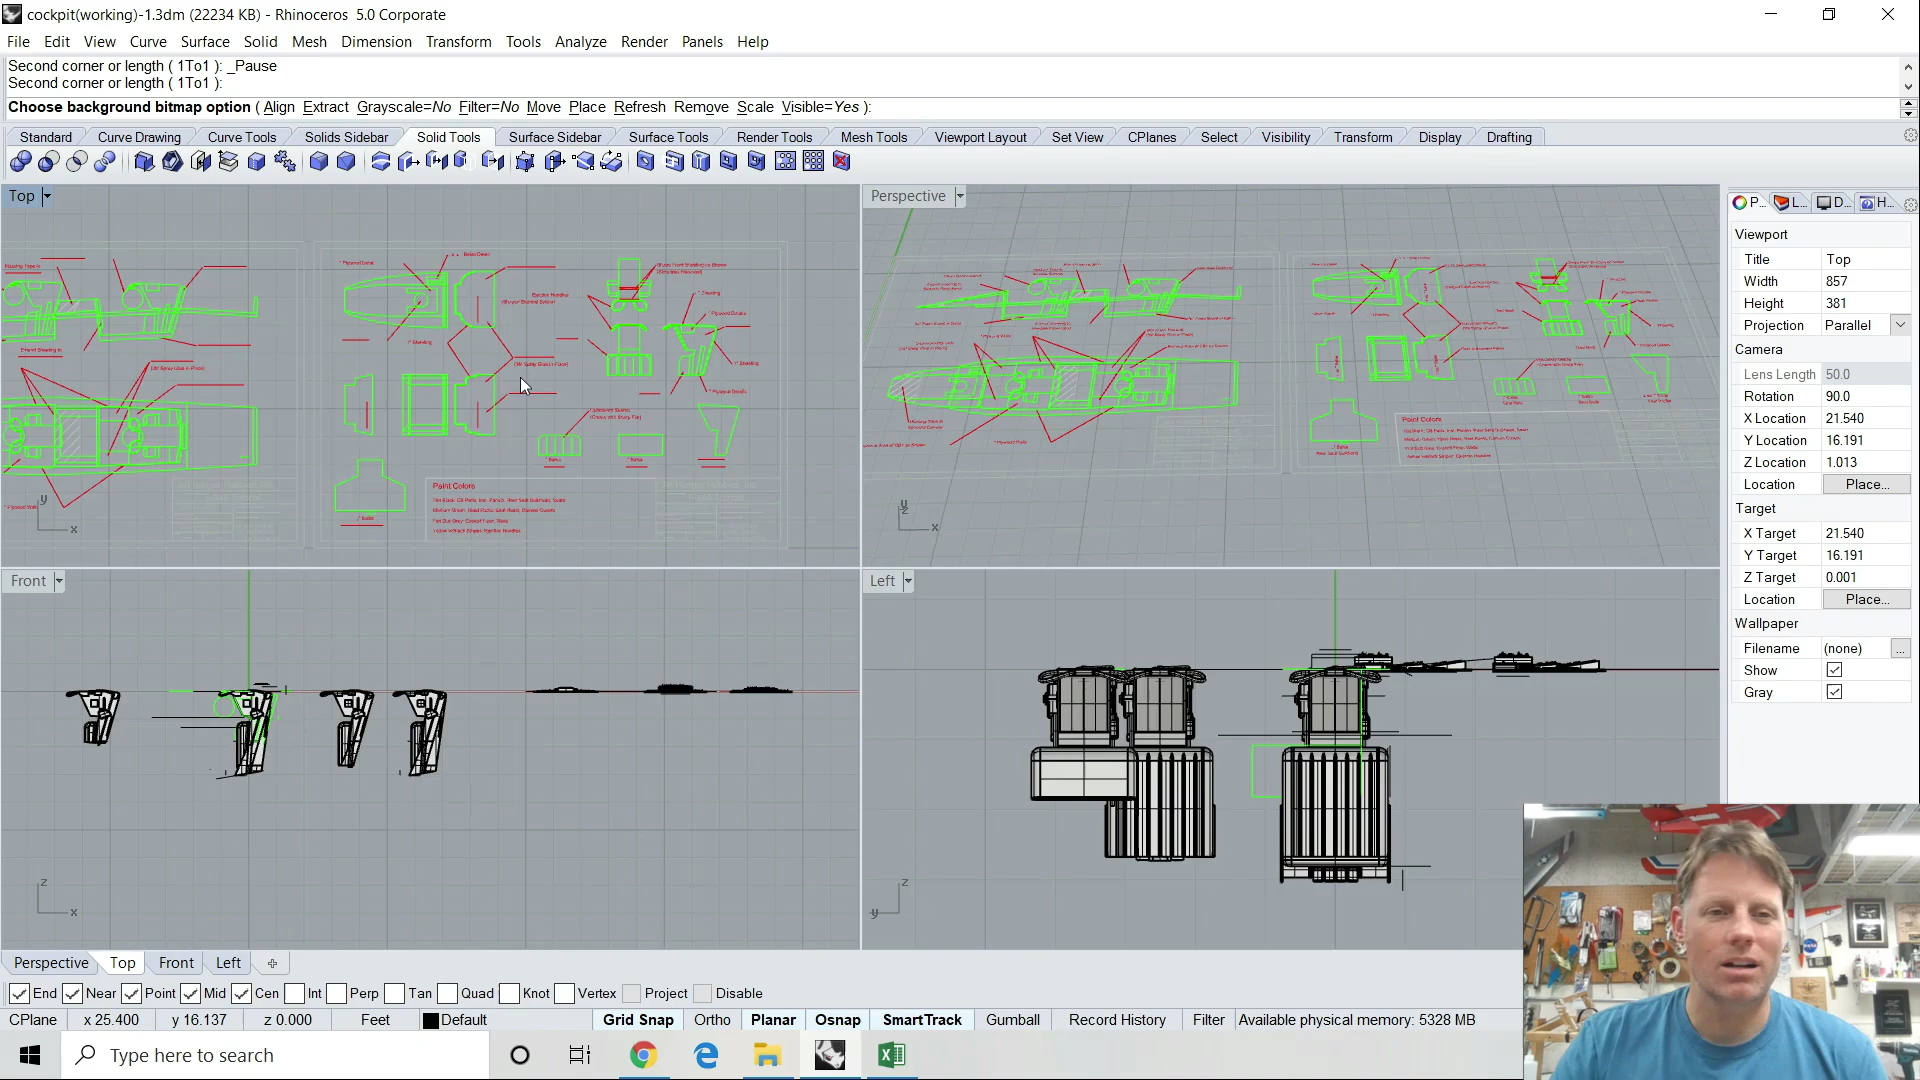 cockpit(working)-1.3dm (22234 KB) - Rhinoceros 5.0 Corporate
File Edit View Curve Surface Solid Mesh Dimension Transform Tools Analyze Render Panels Help
Second corner or length ( 1To1 ): _Pause
Second corner or length ( 1To1 ):
Choose background bitmap option ( Align Extract Grayscale=No Filter=No Move Place Refresh Remove Scale Visible=Yes ):
Standard Curve Drawing Curve Tools Solids Sidebar Solid Tools Surface Sidebar Surface Tools Render Tools Mesh Tools Viewport Layout Set View CPlanes Select Visibility Transform Display Drafting
Top
Perspective
P... L... D... H...
Viewport
Title Top
Width 857
Height 381
Projection Parallel
Camera
Lens Length 50.0
Rotation 90.0
X Location 21.540
Y Location 16.191
Z Location 1.013
Location Place...
Target
X Target 21.540
Y Target 16.191
Z Target 0.001
Location Place...
Wallpaper
Filename (none) ...
Show
Gray
Paint Colors
Paint Colors
y
x
z
x
Front
Left
z
x
z
y
Perspective Top Front Left
End Near Point Mid Cen Int Perp Tan Quad Knot Vertex Project Disable
CPlane x 25.400 y 16.137 z 0.000 Feet Default Grid Snap Ortho Planar Osnap SmartTrack Gumball Record History Filter Available physical memory: 5328 MB
Type here to search